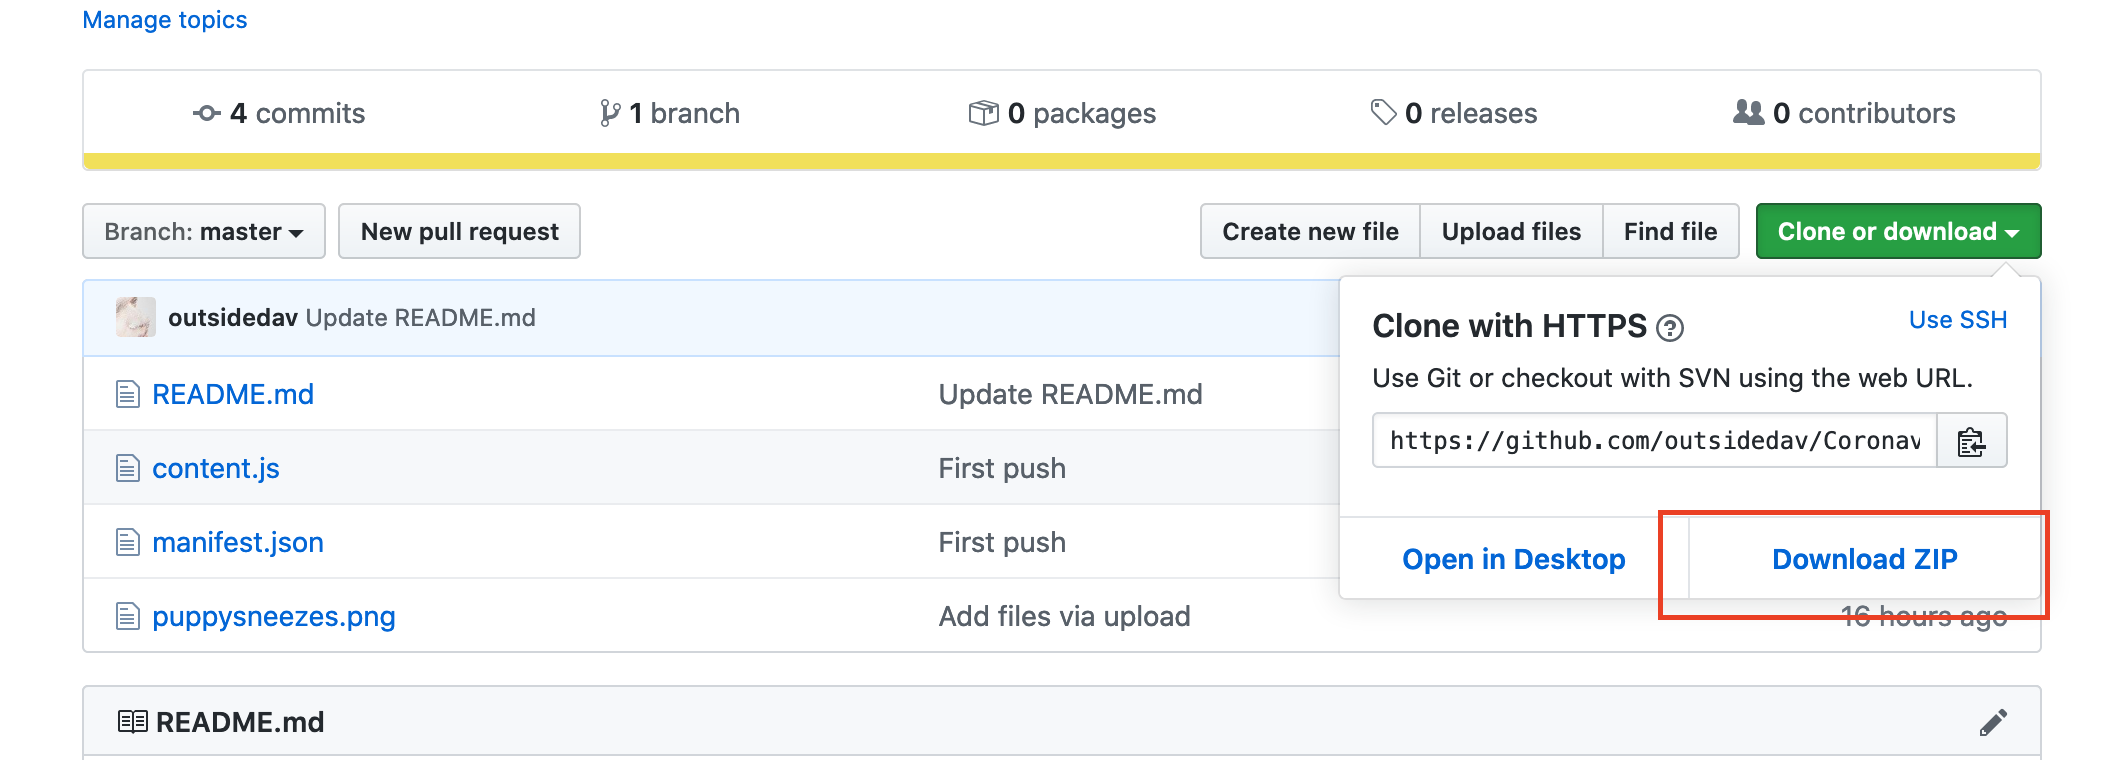 Manage topics
4 commits
1 branch
0 packages
0 releases
0 contributors
Branch: master
New pull request
Create new file
Upload files
Find file
Clone or download
outsidedav Update README.md
Clone with HTTPS
Use SSH
Use Git or checkout with SVN using the web URL.
https://github.com/outsidedav/Coronav
Open in Desktop
Download ZIP
README.md
Update README.md
content.js
First push
manifest.json
First push
puppysneezes.png
Add files via upload
16 hours ago
README.md